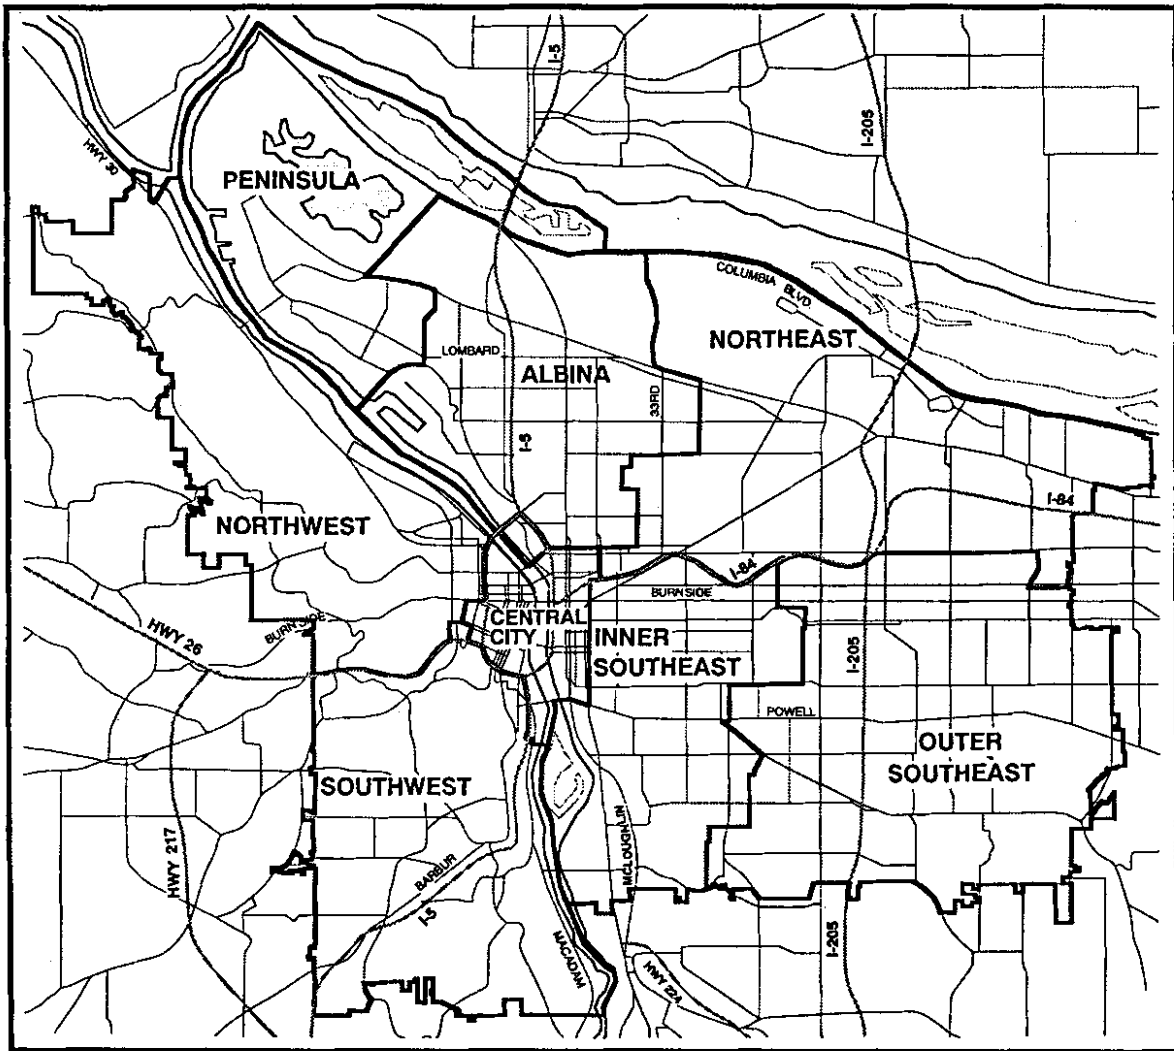 I-5
I-205
HWY 30
PENINSULA
COLUMBIA BLVD.
NORTHEAST
LOMBARD
ALBINA
33RD
I-5
I-84
NORTHWEST
I-84
BURNSIDE
HWY 26
BURNSIDE
CENTRAL
CITY
INNER
SOUTHEAST
I-205
POWELL
OUTER
SOUTHEAST
SOUTHWEST
HWY 217
MCLOUGHLIN
BARBUR
I-5
MACADAM
I-205
HWY 224